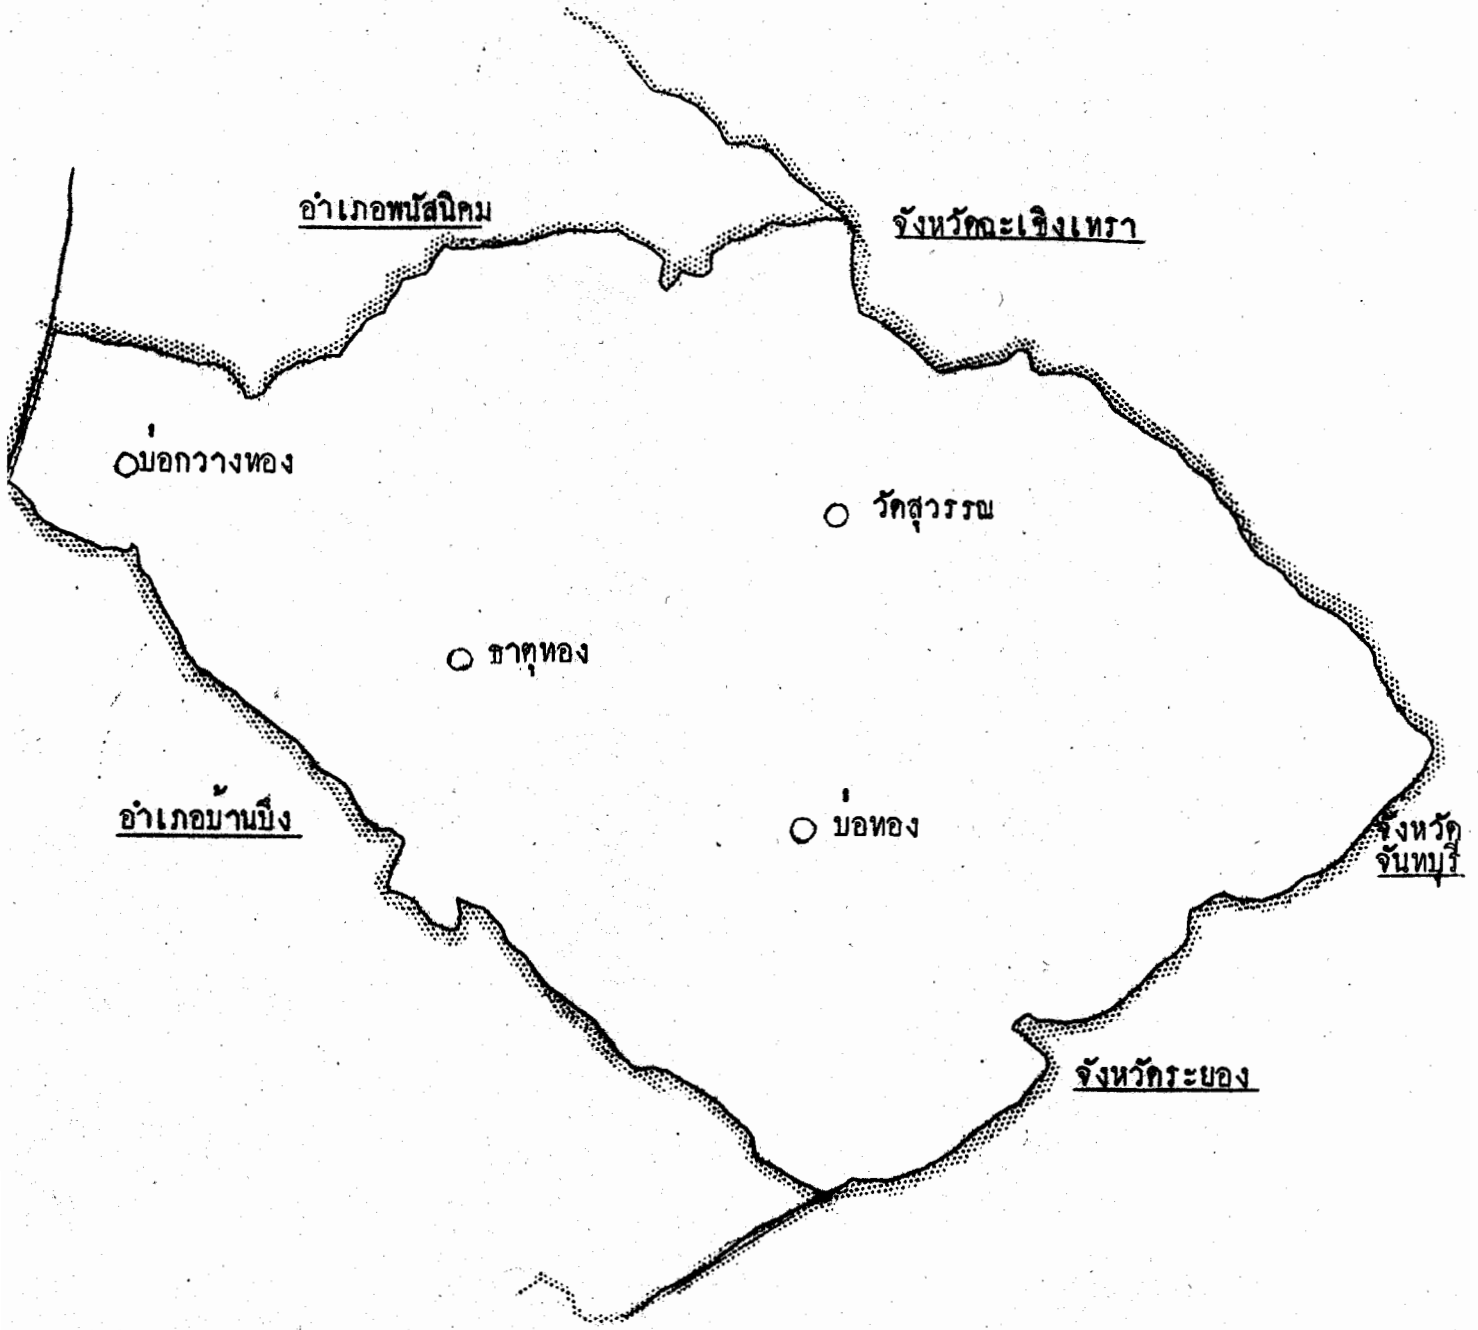 อำเภอพนัสนิคม
จังหวัดฉะเชิงเทรา
บ่อกวางทอง
วัดสุวรรณ
ธาตุทอง
อำเภอบ้านบึง
บ่อทอง
จังหวัด
จันทบุรี
จังหวัดระยอง